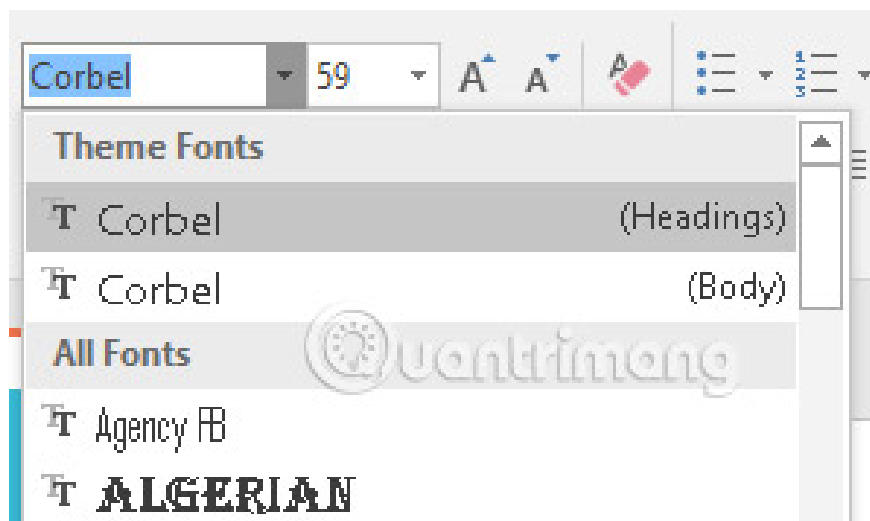 Corbel 59
Theme Fonts
Corbel (Headings)
Corbel (Body)
All Fonts
Quantrimang
Agency FB
ALGERIAN